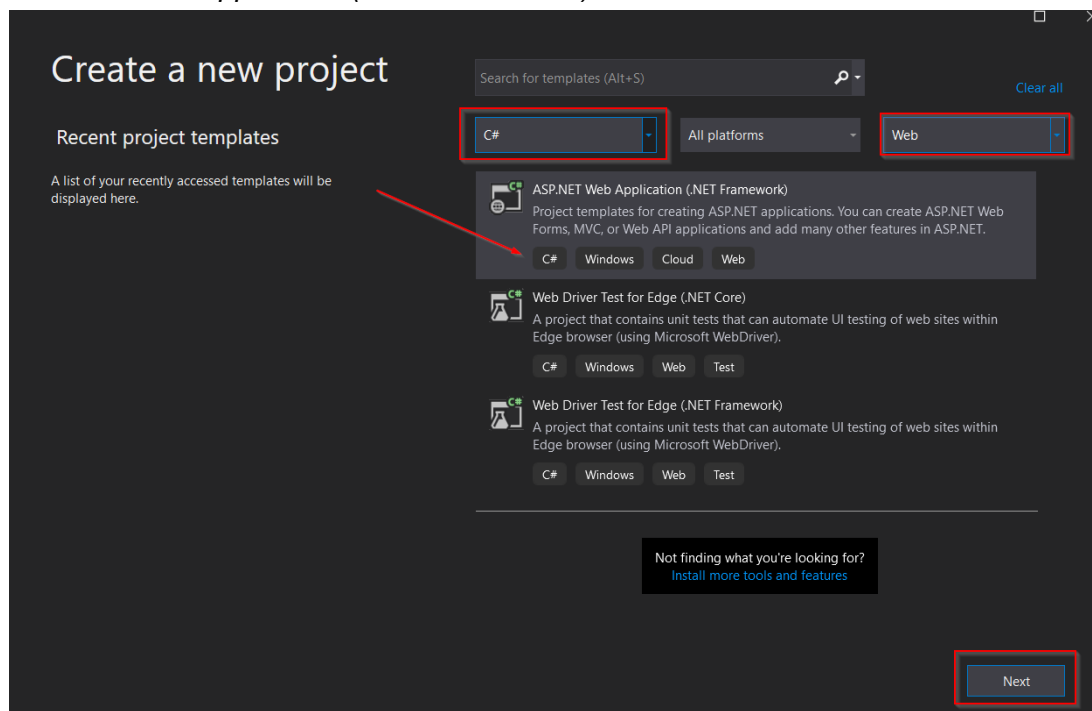 Create a new project
Search for templates (Alt+S)
Clear all
Recent project templates
C#
All platforms
Web
A list of your recently accessed templates will be
displayed here.
C#
ASP.NET Web Application (.NET Framework)
Project templates for creating ASP.NET applications. You can create ASP.NET Web
Forms, MVC, or Web API applications and add many other features in ASP.NET.
C# Windows Cloud Web
C#
Web Driver Test for Edge (.NET Core)
A project that contains unit tests that can automate UI testing of web sites within
Edge browser (using Microsoft WebDriver).
C# Windows Web Test
C#
Web Driver Test for Edge (.NET Framework)
A project that contains unit tests that can automate UI testing of web sites within
Edge browser (using Microsoft WebDriver).
C# Windows Web Test
Not finding what you're looking for?
Install more tools and features
Next